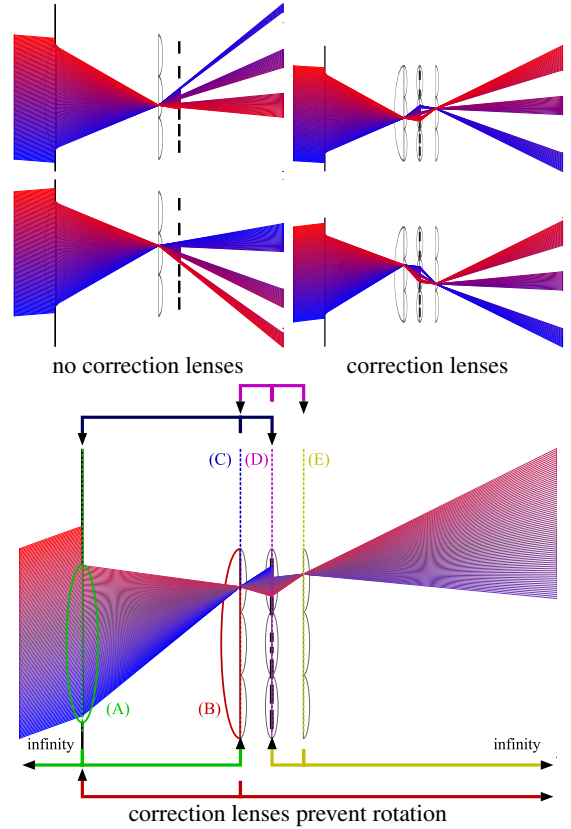 no correction lenses
correction lenses
(C)
(D)
(E)
(A)
(B)
infinity
infinity
correction lenses prevent rotation